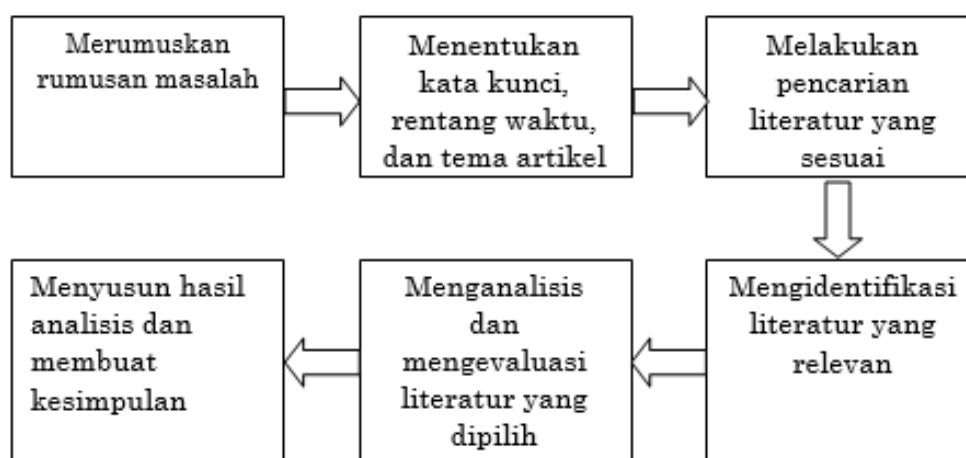 Merumuskan
rumusan masalah
Menentukan
kata kunci,
rentang waktu,
dan tema artikel
Melakukan
pencarian
literatur yang
sesuai
Mengidentifikasi
literatur yang
relevan
Menganalisis
dan
mengevaluasi
literatur yang
dipilih
Menyusun hasil
analisis dan
membuat
kesimpulan